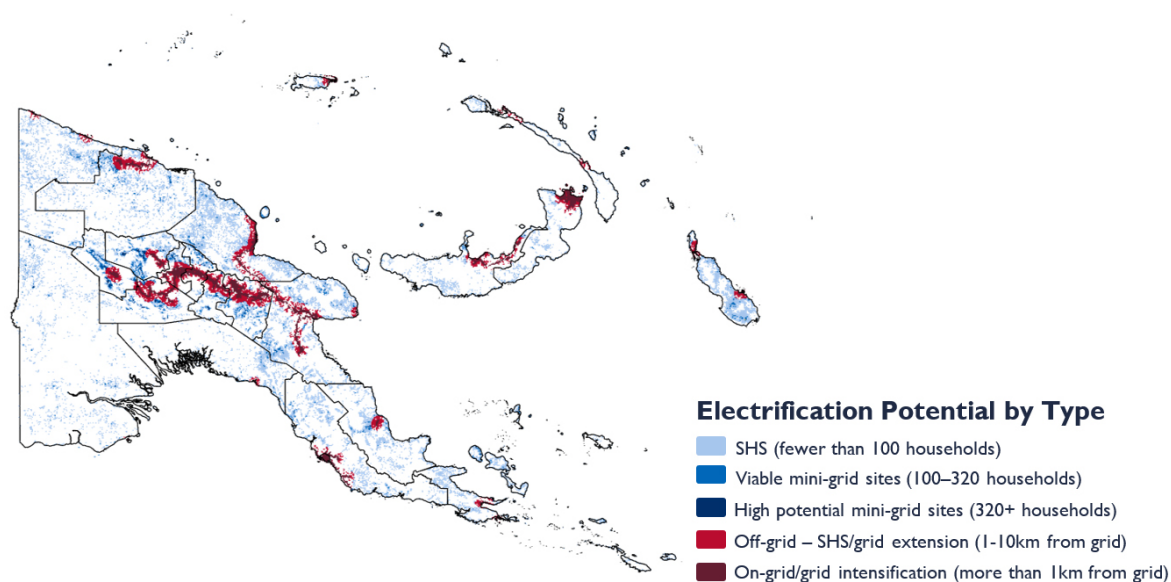 Electrification Potential by Type
SHS (fewer than 100 households)
Viable mini-grid sites (100–320 households)
High potential mini-grid sites (320+ households)
Off-grid – SHS/grid extension (1-10km from grid)
On-grid/grid intensification (more than 1km from grid)